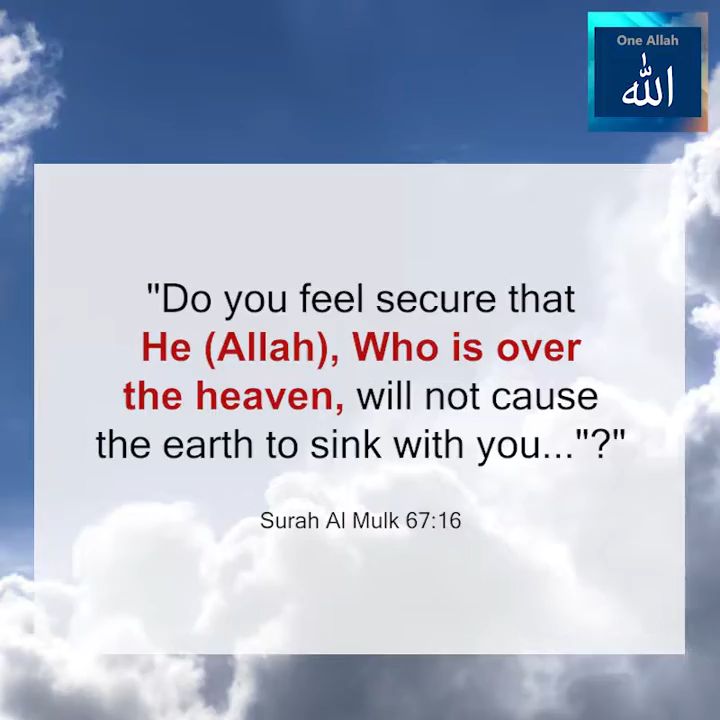 One Allah
الله
"Do you feel secure that
He (Allah), Who is over
the heaven, will not cause
the earth to sink with you..."?"
Surah Al Mulk 67:16